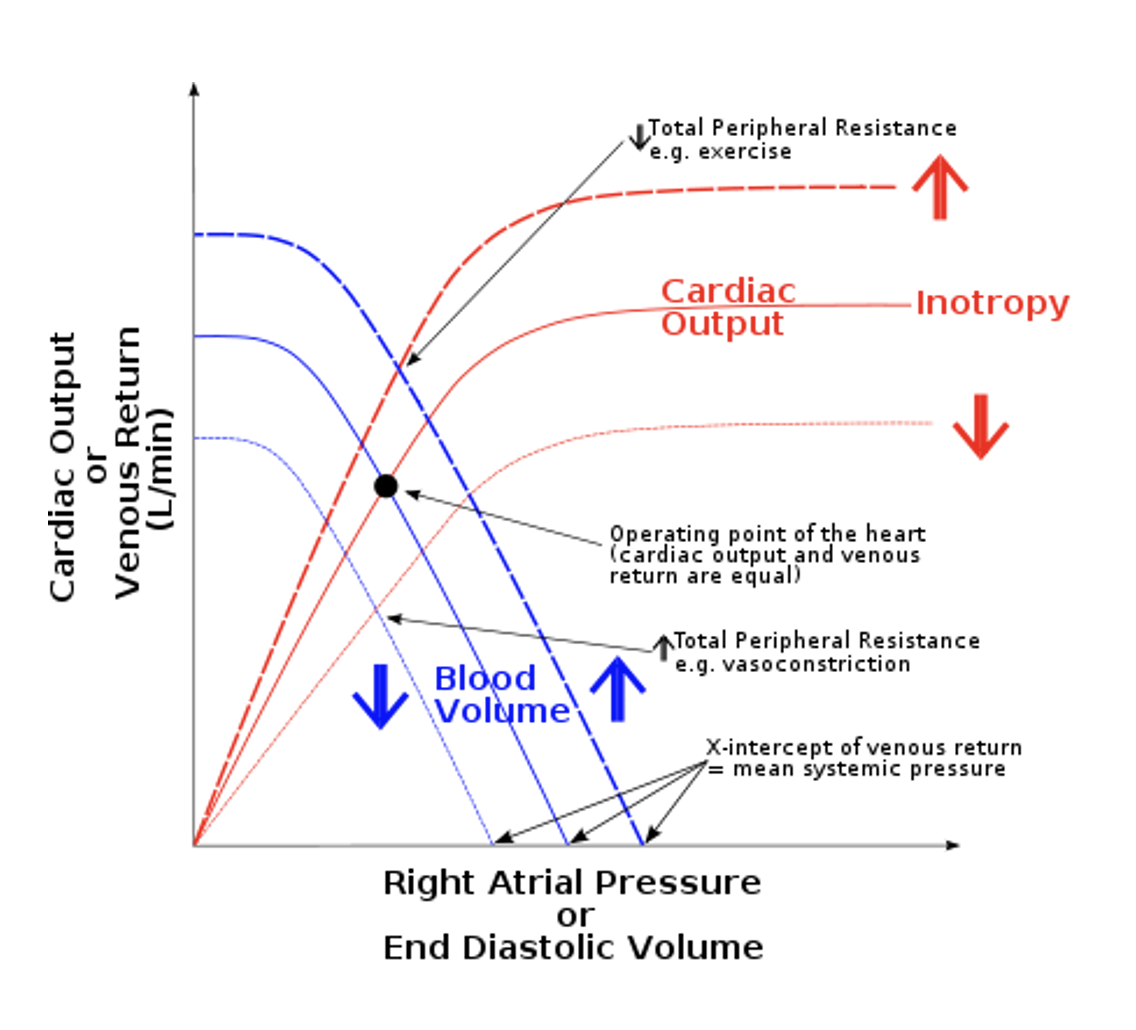 Total Peripheral Resistance
e.g. exercise
Cardiac
Output
Inotropy
Cardiac Output
or
Venous Return
(L/min)
Operating point of the heart
(cardiac output and venous
return are equal)
Total Peripheral Resistance
e.g. vasoconstriction
Blood
Volume
X-intercept of venous return
= mean systemic pressure
Right Atrial Pressure
or
End Diastolic Volume